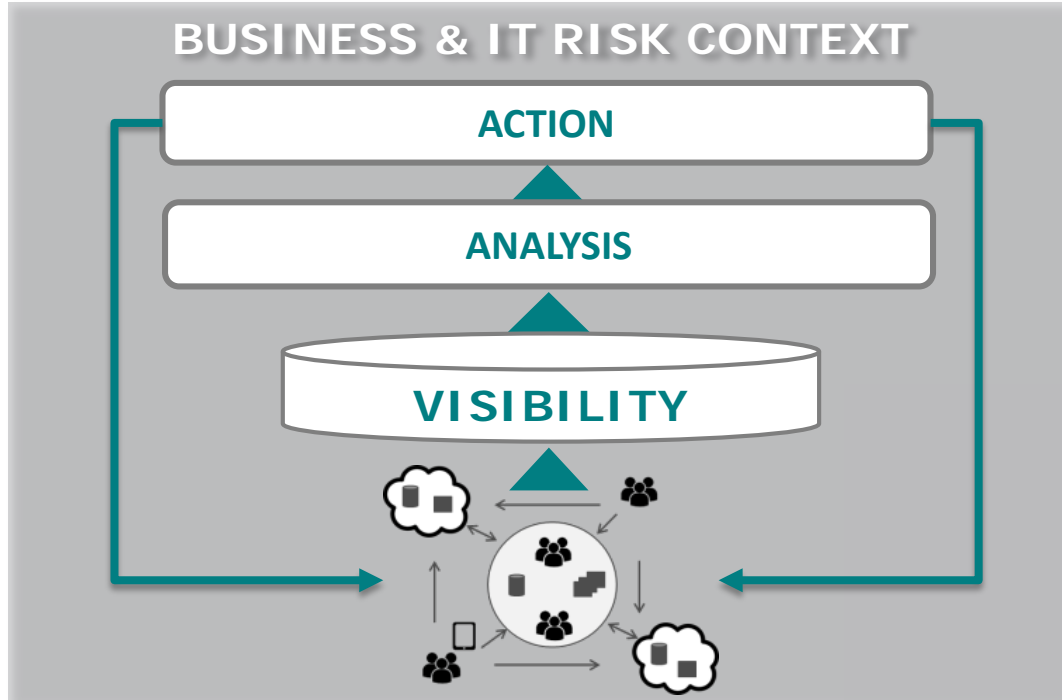 BUSINESS & IT RISK CONTEXT
ACTION
ANALYSIS
VISIBILITY